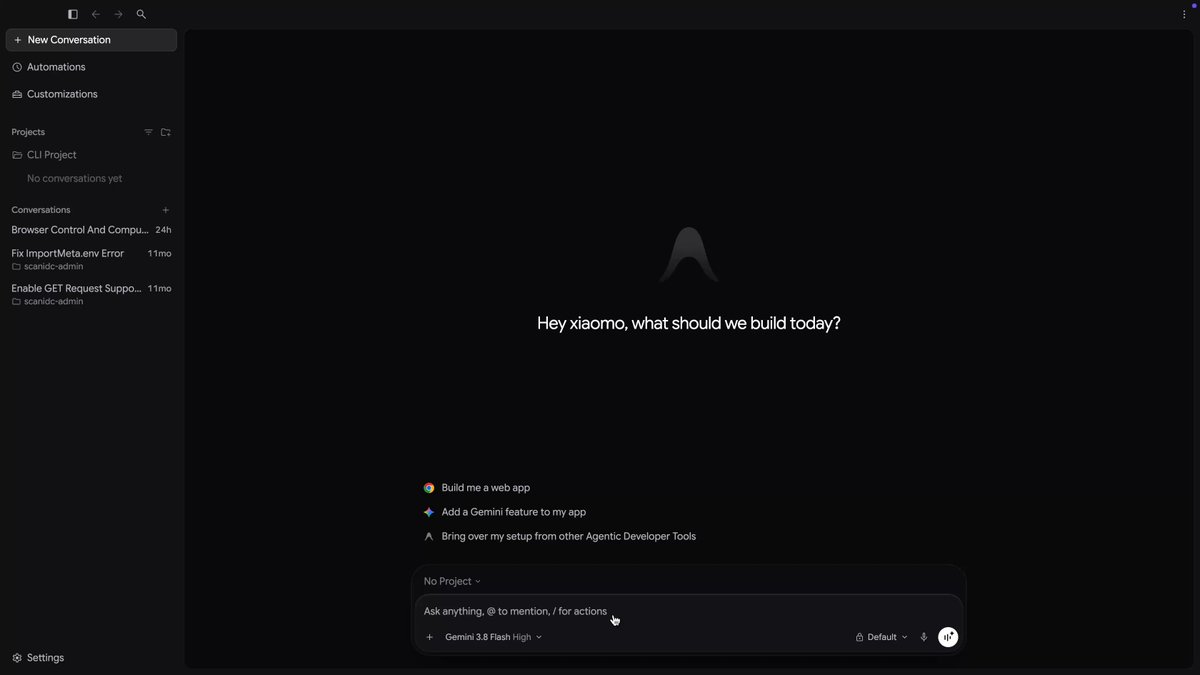 New Conversation
Automations
Customizations
Projects
CLI Project
No conversations yet
Conversations
Browser Control And Compu... 24h
Fix ImportMeta.env Error 11mo
scanidc-admin
Enable GET Request Suppo... 11mo
scanidc-admin
Hey xiaomo, what should we build today?
Build me a web app
Add a Gemini feature to my app
Bring over my setup from other Agentic Developer Tools
No Project
Ask anything, @ to mention, / for actions
Gemini 3.8 Flash High Default
Settings